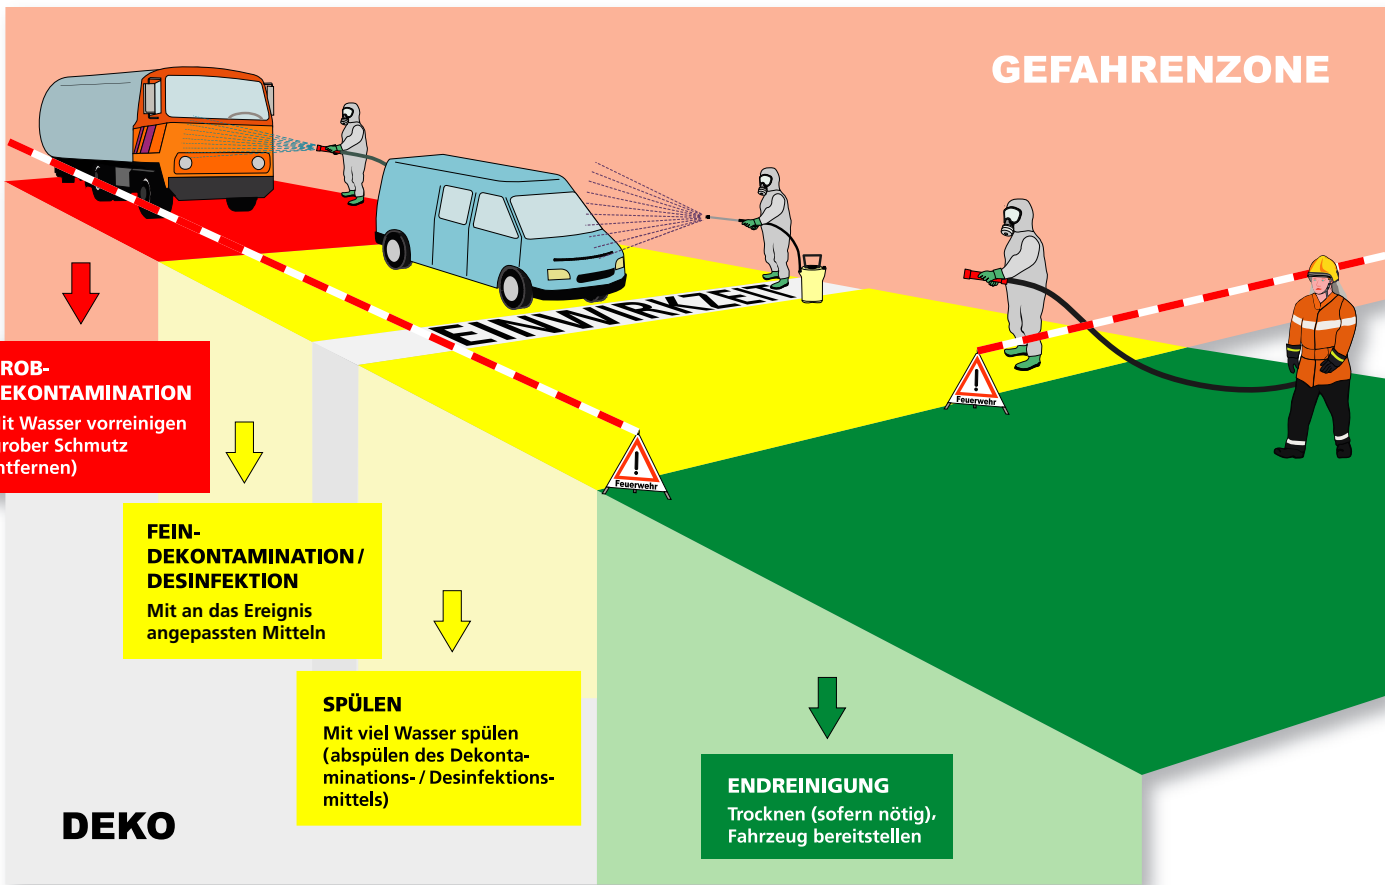 GEFAHRENZONE
EINWIRKZEIT
Feuerwehr
Feuerwehr
ROB-
EKONTAMINATION
it Wasser vorreinigen
grober Schmutz
ntfernen)
FEIN-
DEKONTAMINATION /
DESINFEKTION
Mit an das Ereignis
angepassten Mitteln
SPÜLEN
Mit viel Wasser spülen
(abspülen des Dekonta-
minations- / Desinfektions-
mittels)
ENDREINIGUNG
Trocknen (sofern nötig),
Fahrzeug bereitstellen
DEKO